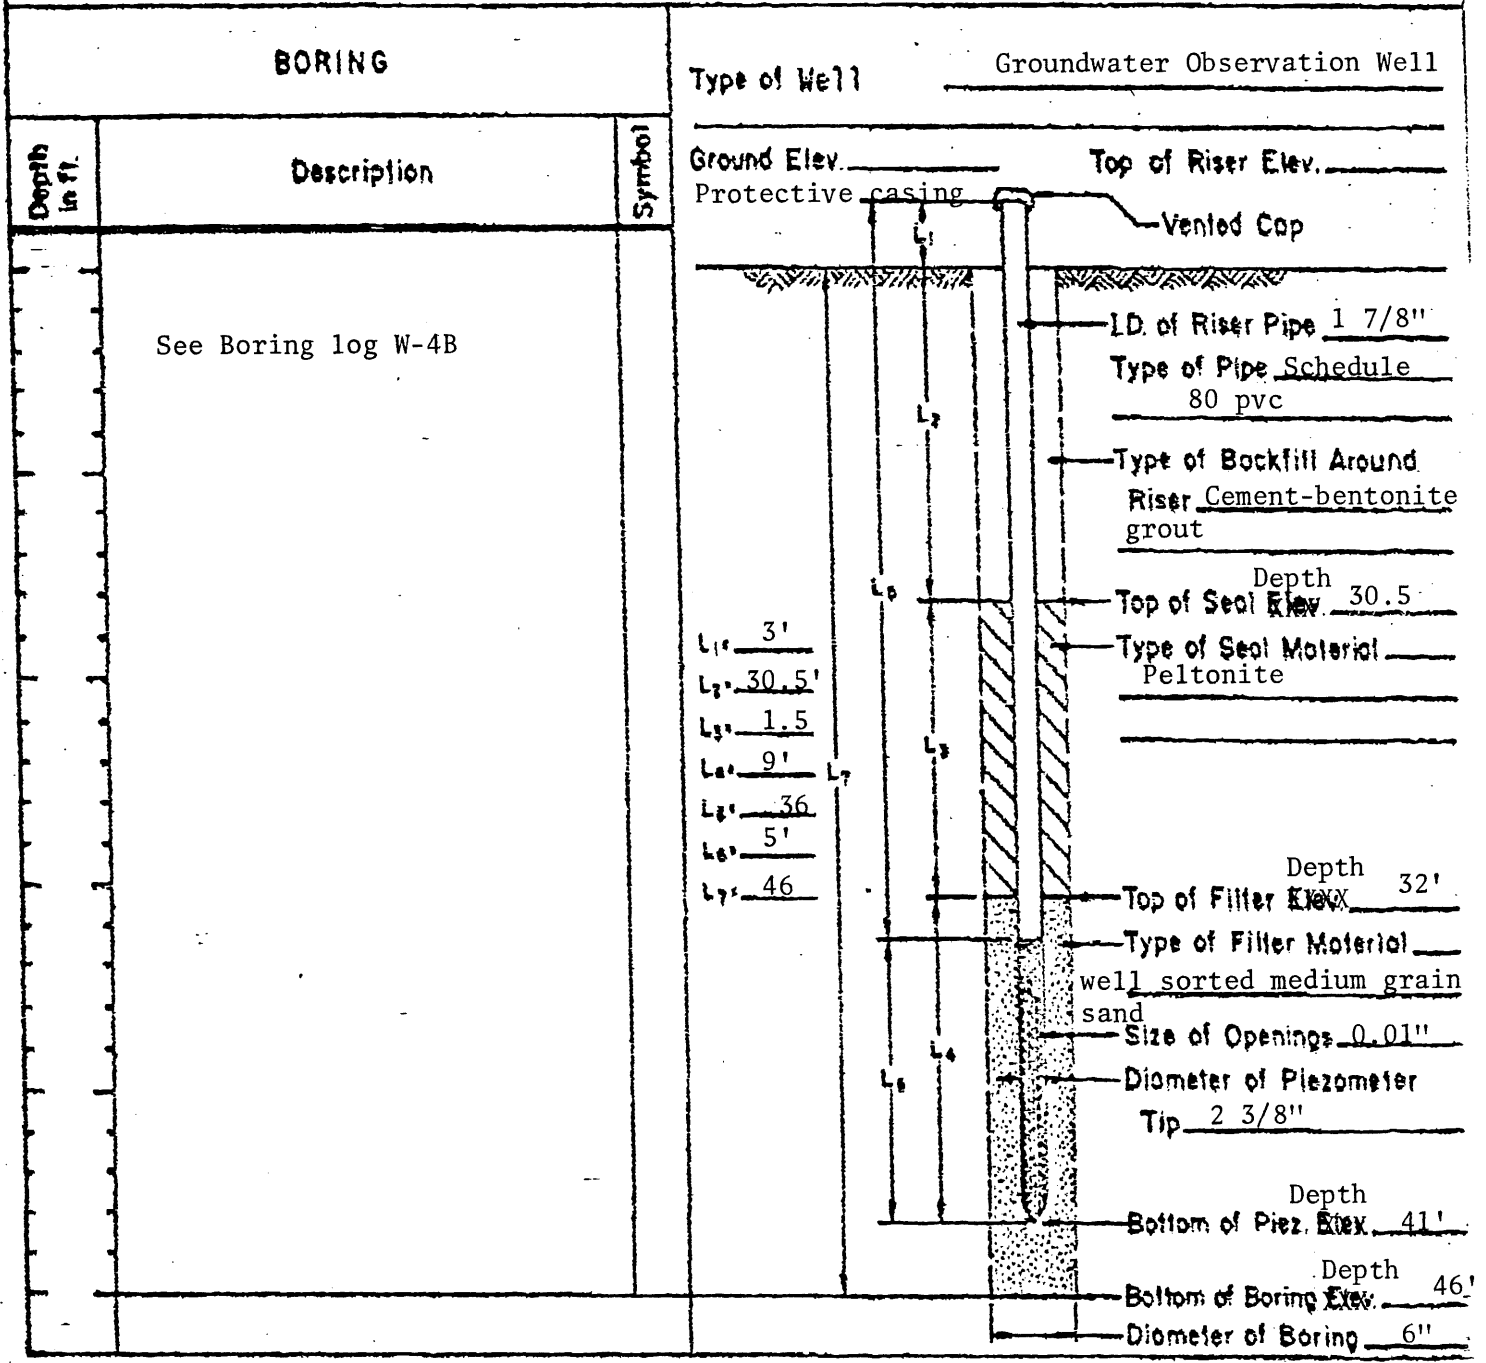 BORING
Depth in ft.
Description
Symbol
See Boring log W-4B
Type of Well Groundwater Observation Well
Ground Elev. Top of Riser Elev.
Protective casing
Vented Cap
L1
I.D. of Riser Pipe 1 7/8"
Type of Pipe Schedule
80 pvc
L2
Type of Backfill Around
Riser Cement-bentonite
grout
Depth
Top of Seal Elev. 30.5
L5
Type of Seal Material
Peltonite
L1= 3'
L2= 30.5'
L3= 1.5
L4= 9'
L5= 36
L6= 5'
L7= 46
L3
L7
Depth
Top of Filter Elev. 32'
Type of Filter Material
well sorted medium grain
sand
Size of Openings 0.01"
L4
L6
Diameter of Piezometer
Tip 2 3/8"
Depth
Bottom of Piez. Elev. 41'
Depth
Bottom of Boring Elev. 46'
Diameter of Boring 6"